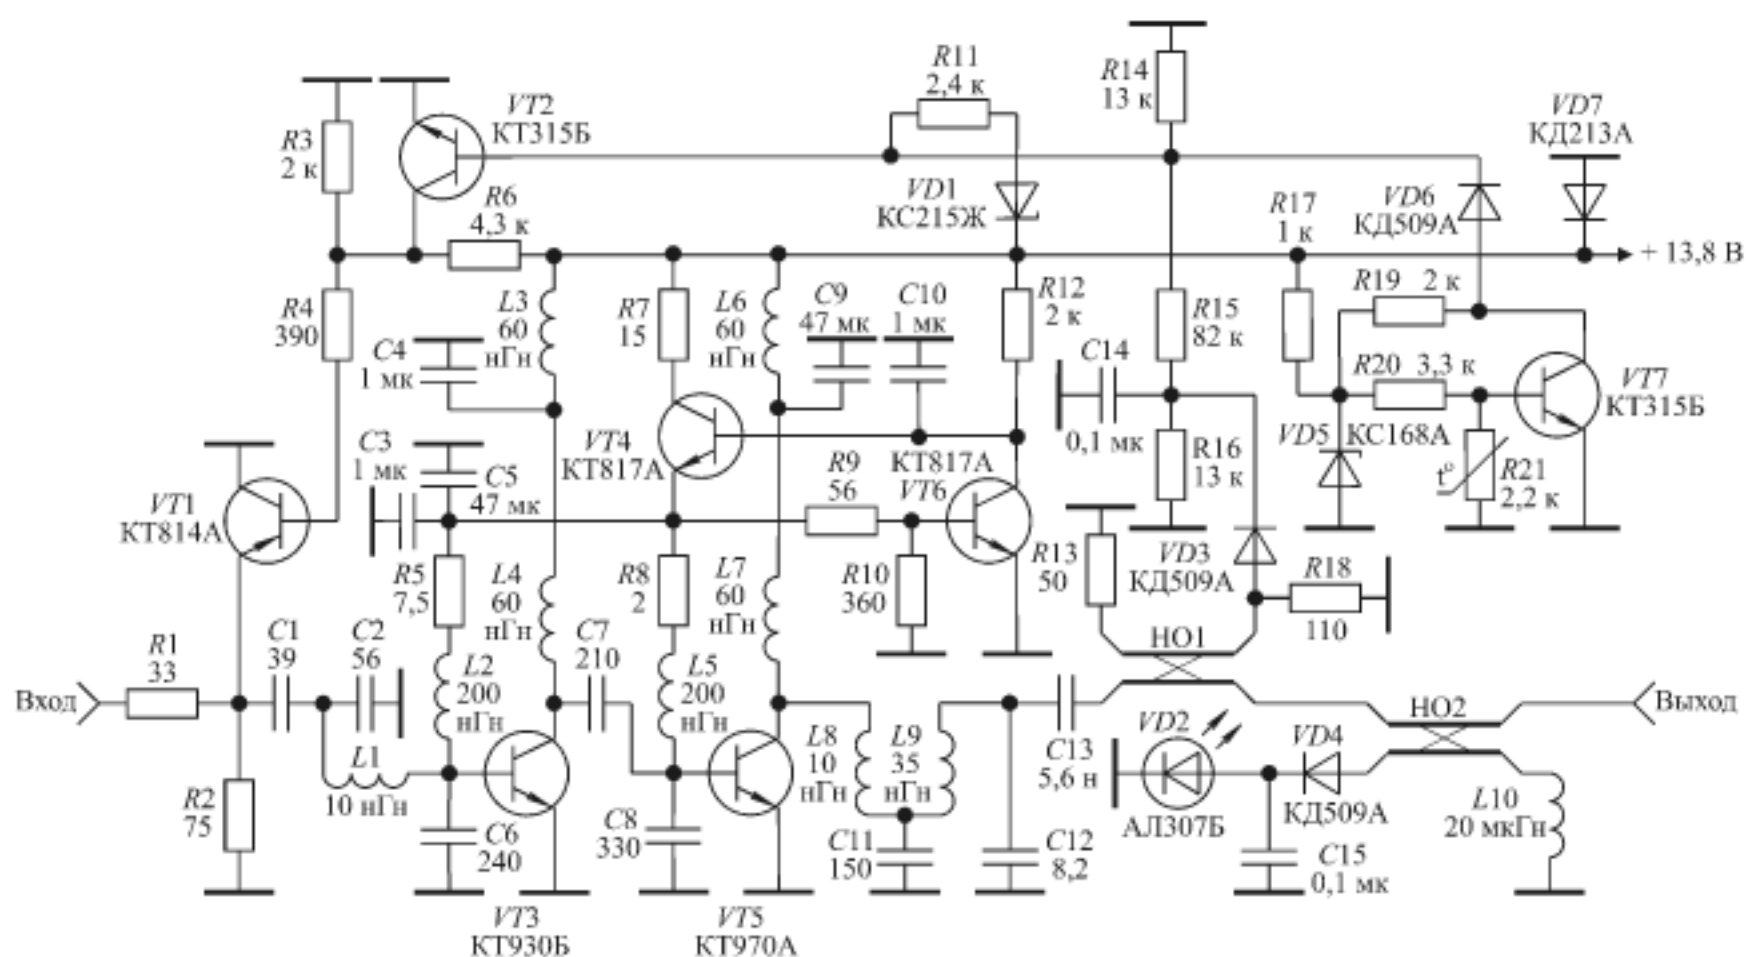 R11
2,4 к
R14
13 к
VD7
КД213А
VT2
КТ315Б
R3
2 к
R6
4,3 к
VD1
КС215Ж
R17
1 к
VD6
КД509А
+ 13,8 В
R4
390
C4
1 мк
L3
60
нГн
R7
15
L6
60
нГн
C9
47 мк
C10
1 мк
R12
2 к
C14
0,1 мк
R15
82 к
R19 2 к
R20 3,3 к
VT7
КТ315Б
VD5 КС168А
t°
R21
2,2 к
C3
1 мк
C5
47 мк
VT4
КТ817А
R9
56
КТ817А
VT6
R16
13 к
VT1
КТ814А
R5
7,5
L4
60
нГн
R8
2
L7
60
нГн
R10
360
R13
50
VD3
КД509А
R18
110
НО1
Вход
R1
33
C1
39
C2
56
L2
200
нГн
C7
210
L5
200
нГн
НО2
Выход
L1
10 нГн
L8
10
нГн
L9
35
нГн
C13
5,6 н
VD2
АЛ307Б
VD4
КД509А
L10
20 мкГн
R2
75
C6
240
C8
330
C11
150
C12
8,2
C15
0,1 мк
VT3
КТ930Б
VT5
КТ970А